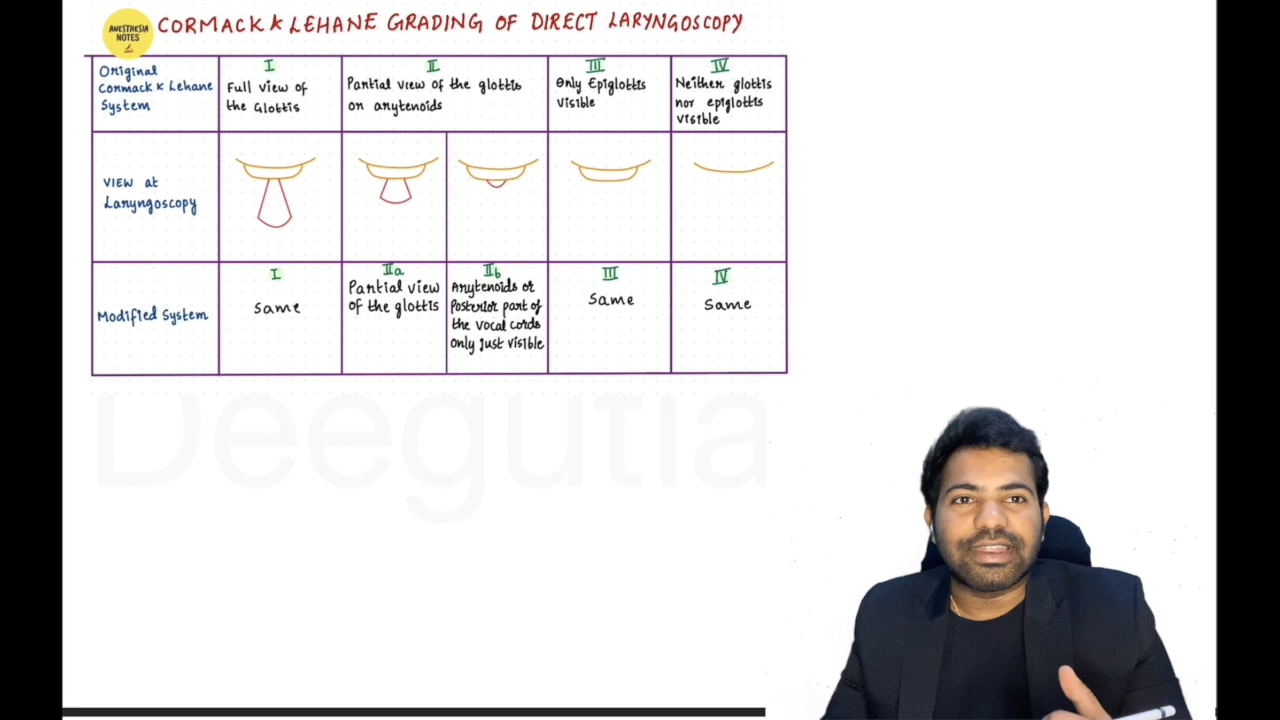 ANESTHESIA
NOTES
CORMACK & LEHANE GRADING OF DIRECT LARYNGOSCOPY
Original
Cormack & Lehane
System
I
Full view of
the Glottis
II
Partial view of the glottis
or arytenoids
III
Only Epiglottis
visible
IV
Neither glottis
nor epiglottis
visible
VIEW at
Laryngoscopy
Modified System
I
Same
IIa
Partial view
of the glottis
IIb
Arytenoids or
Posterior part of
the vocal cords
only just visible
III
Same
IV
Same